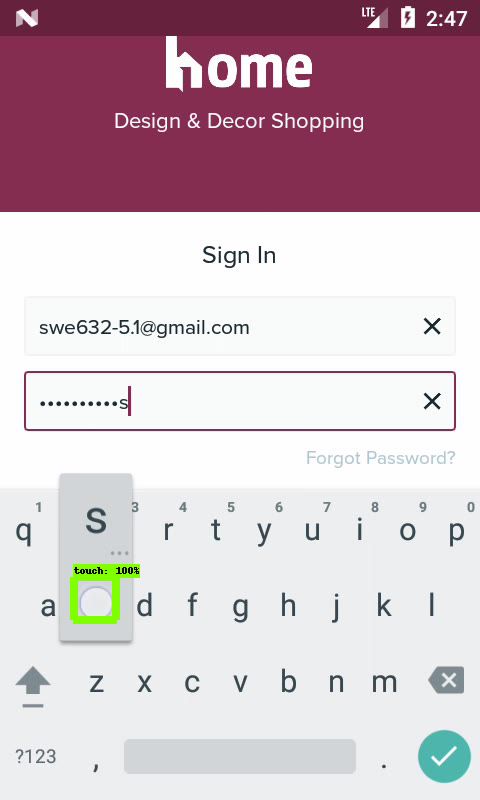 LTE 2:47
home
Design & Decor Shopping
Sign In
swe632-5.1@gmail.com
••••••••••s
Forgot Password?
1 3 4 5 6 7 8 9 0
q r t y u i o p
s
touch: 100%
a d f g h j k l
z x c v b n m
?123 , .